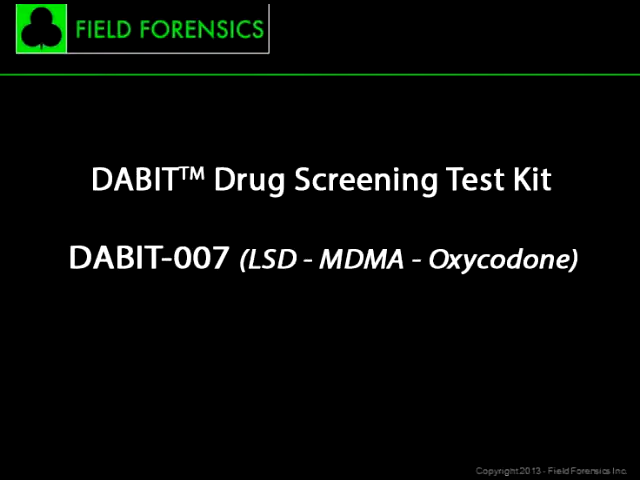 FIELD FORENSICS
DABIT™ Drug Screening Test Kit
DABIT-007 (LSD - MDMA - Oxycodone)
Copyright 2013 - Field Forensics Inc.